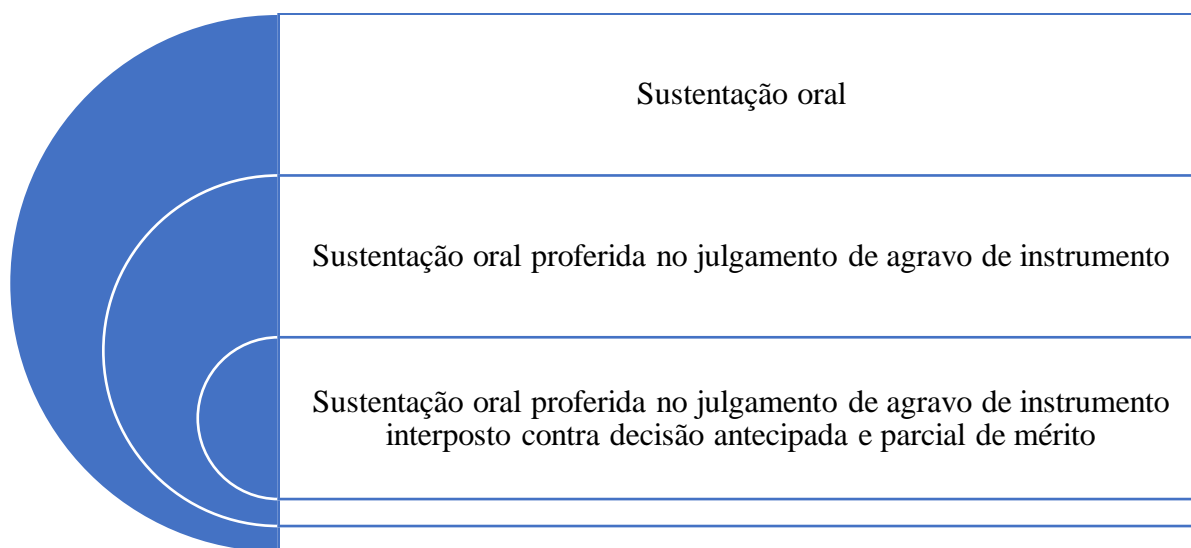 Sustentação oral
Sustentação oral proferida no julgamento de agravo de instrumento
Sustentação oral proferida no julgamento de agravo de instrumento
interposto contra decisão antecipada e parcial de mérito